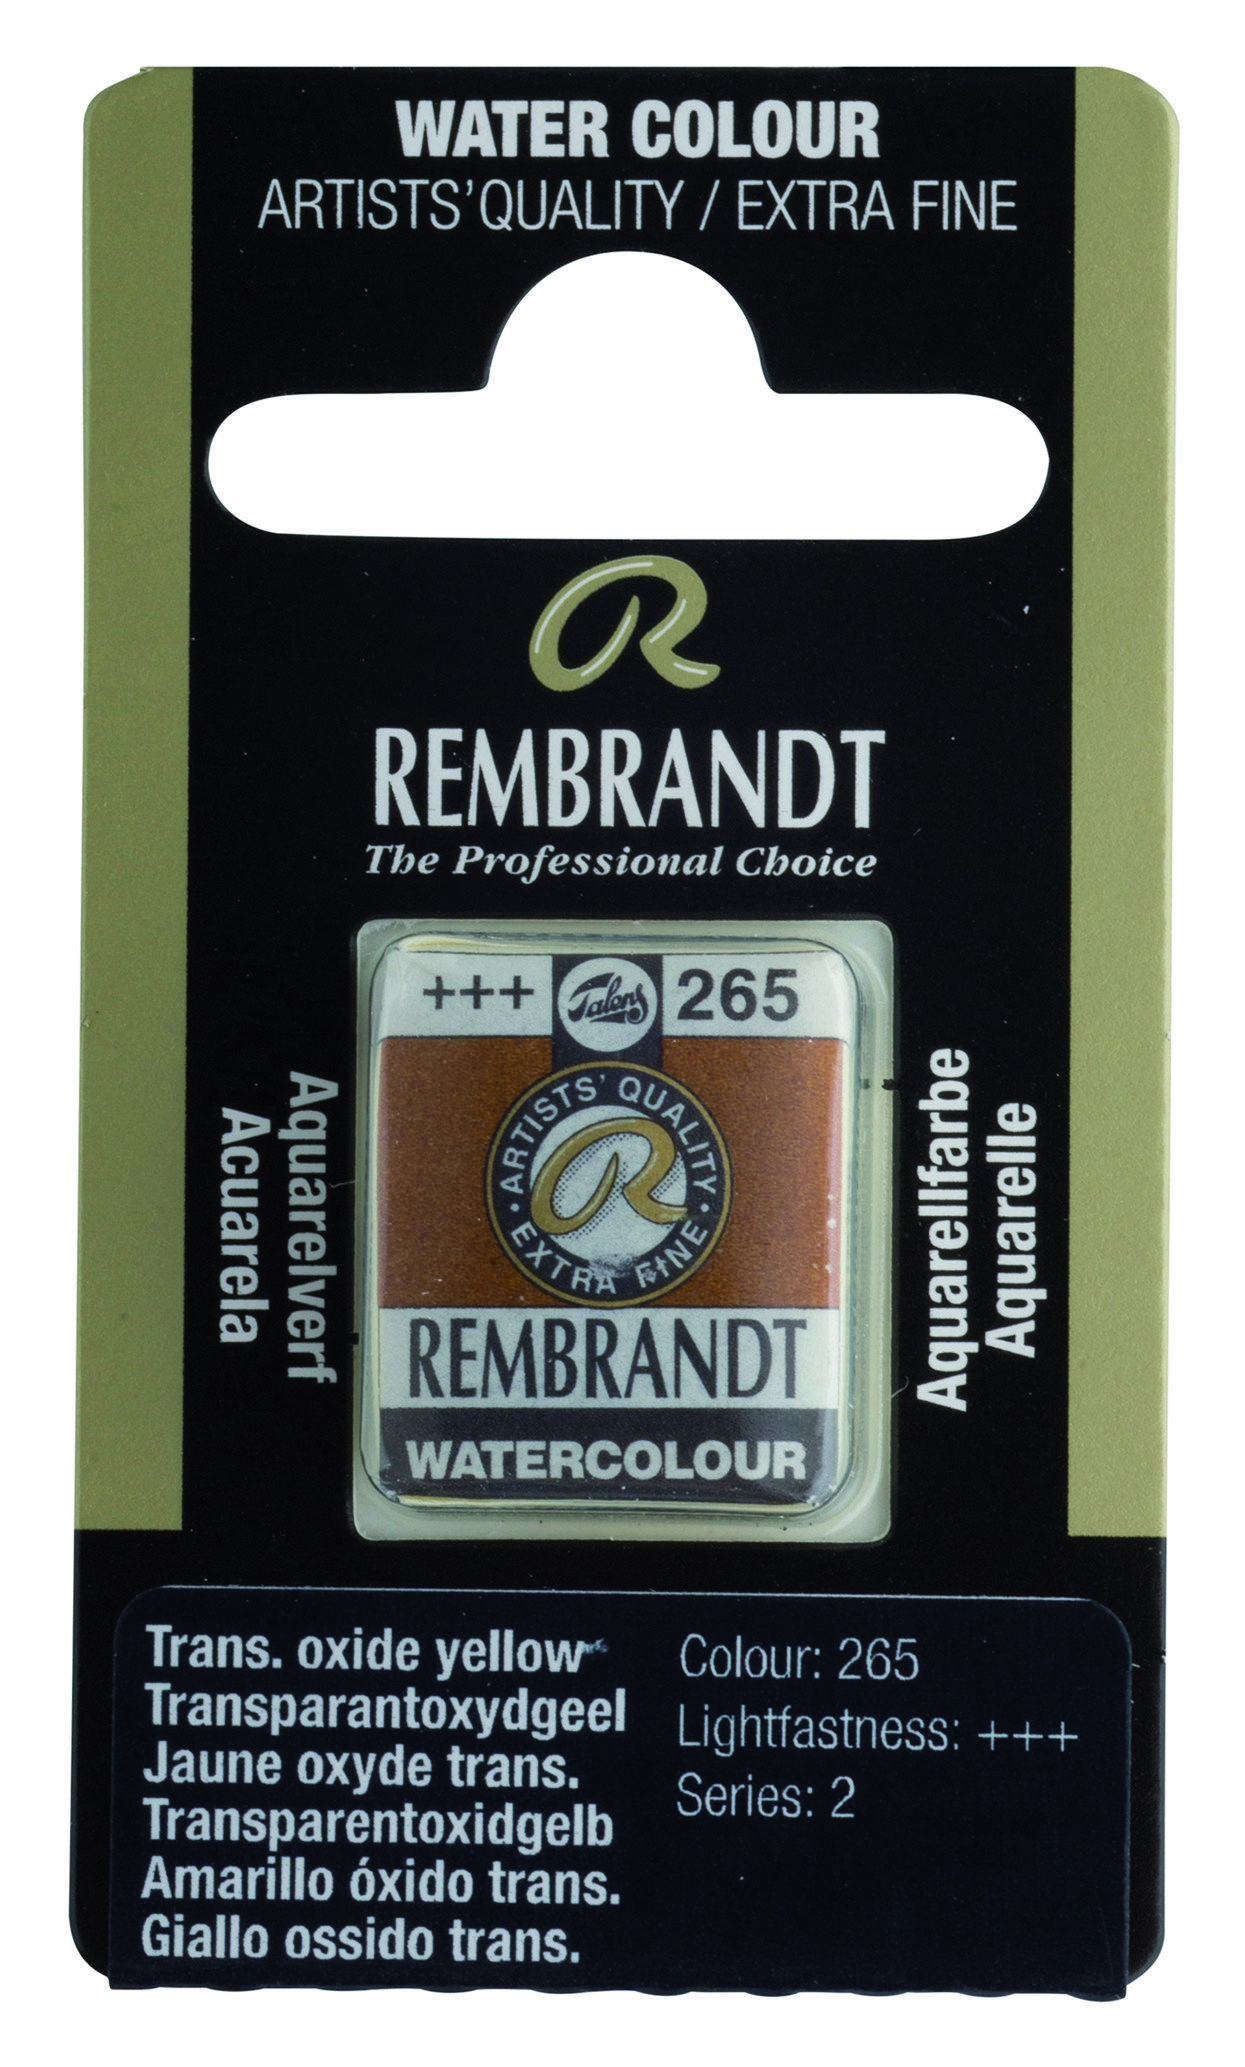 WATER COLOUR
ARTISTS'QUALITY / EXTRA FINE
R
REMBRANDT
The Professional Choice
+++ Talens 265
ARTISTS' QUALITY
R
EXTRA FINE
REMBRANDT
WATERCOLOUR
Aquarelverf
Acuarela
Aquarellfarbe
Aquarelle
Trans. oxide yellow
Transparantoxydgeel
Jaune oxyde trans.
Transparentoxidgelb
Amarillo óxido trans.
Giallo ossido trans.
Colour: 265
Lightfastness: +++
Series: 2